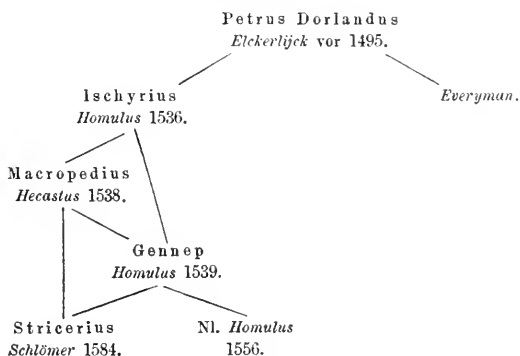 Petrus Dorlandus
Elckerlijck vor 1495.
Ischyrius
Homulus 1536.
Everyman.
Macropedius
Hecastus 1538.
Gennep
Homulus 1539.
Stricerius
Schlömer 1584.
Nl. Homulus
1556.